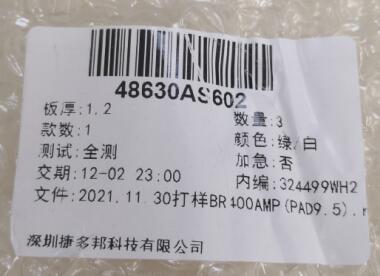 48630AS602
板厚:1.2 数量:3
款数:1 颜色:绿/白
测试:全测 加急:否
交期:12-02 23:00 内编:324499WH2
文件:2021.11.30打样BR400AMP(PAD9.5).r
深圳捷多邦科技有限公司